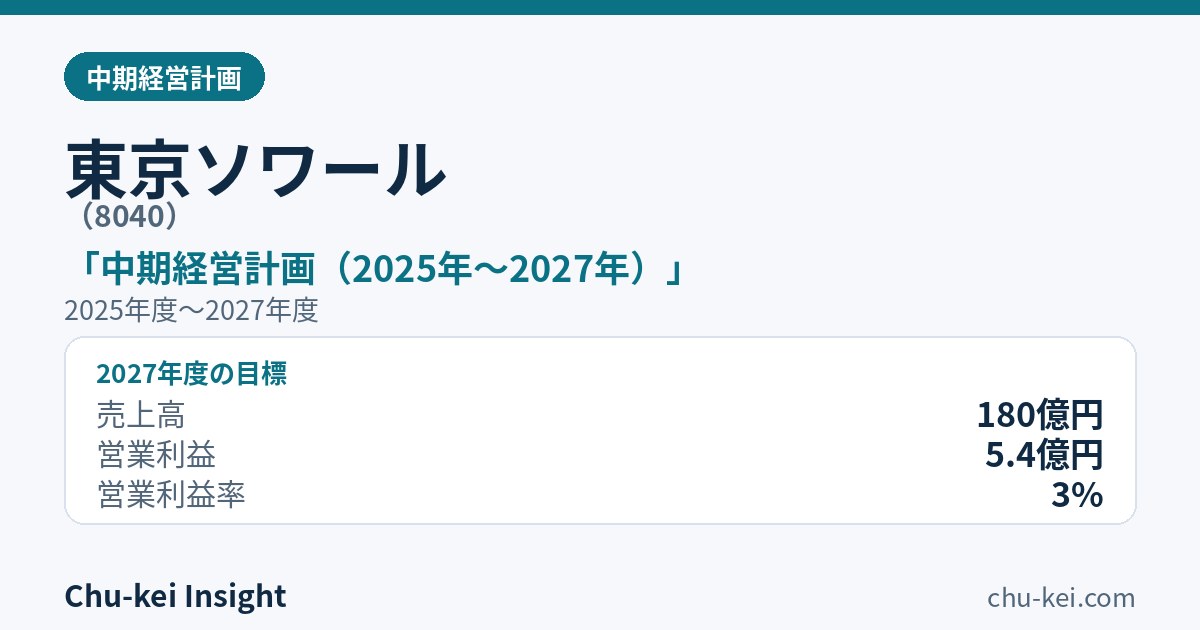 中期経営計画
東京ソワール
（8040）
「中期経営計画（2025年～2027年）」
2025年度～2027年度
2027年度の目標
売上高 180億円
営業利益 5.4億円
営業利益率 3%
Chu-kei Insight chu-kei.com